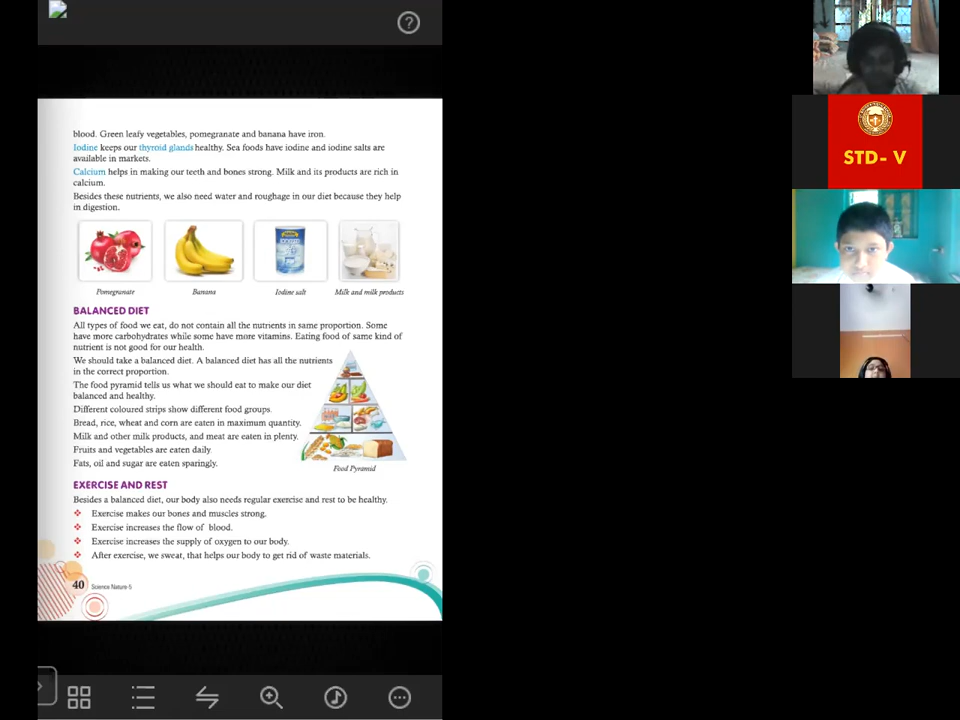 blood. Green leafy vegetables, pomegranate and banana have iron.
Iodine keeps our thyroid glands healthy. Sea foods have iodine and iodine salts are
available in markets.
Calcium helps in making our teeth and bones strong. Milk and its products are rich in
calcium.
Besides these nutrients, we also need water and roughage in our diet because they help
in digestion.
Pomegranate
Banana
Iodine salt
Milk and milk products
BALANCED DIET
All types of food we eat, do not contain all the nutrients in same proportion. Some
have more carbohydrates while some have more vitamins. Eating food of same kind of
nutrient is not good for our health.
We should take a balanced diet. A balanced diet has all the nutrients
in the correct proportion.
The food pyramid tells us what we should eat to make our diet
balanced and healthy.
Different coloured strips show different food groups.
Bread, rice, wheat and corn are eaten in maximum quantity.
Milk and other milk products, and meat are eaten in plenty.
Fruits and vegetables are eaten daily.
Fats, oil and sugar are eaten sparingly.
Food Pyramid
EXERCISE AND REST
Besides a balanced diet, our body also needs regular exercise and rest to be healthy.
❖ Exercise makes our bones and muscles strong.
❖ Exercise increases the flow of blood.
❖ Exercise increases the supply of oxygen to our body.
❖ After exercise, we sweat, that helps our body to get rid of waste materials.
40 Science Nature-5
STD- V